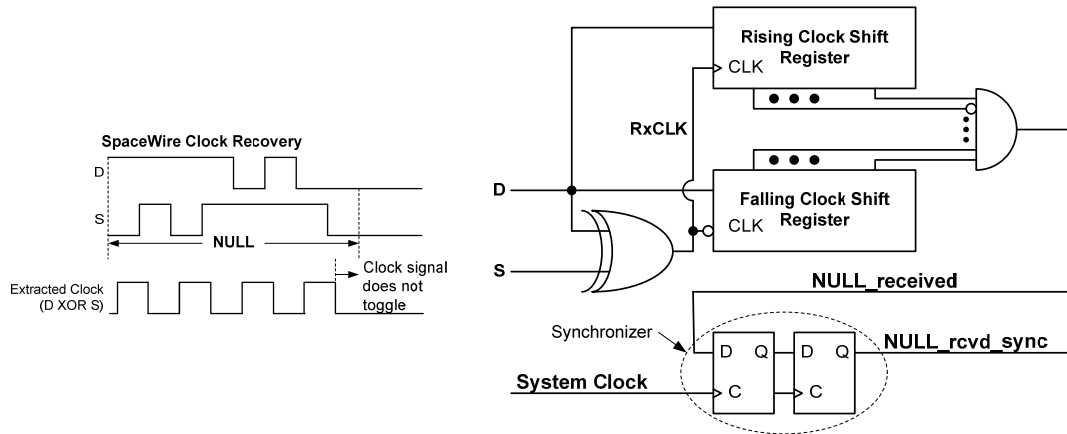 SpaceWire Clock Recovery
D
S
NULL
Extracted Clock
(D XOR S)
Clock signal
does not
toggle
Rising Clock Shift
Register
CLK
RxCLK
D
Falling Clock Shift
Register
CLK
S
NULL_received
Synchronizer
D Q D Q
NULL_rcvd_sync
System Clock
C C